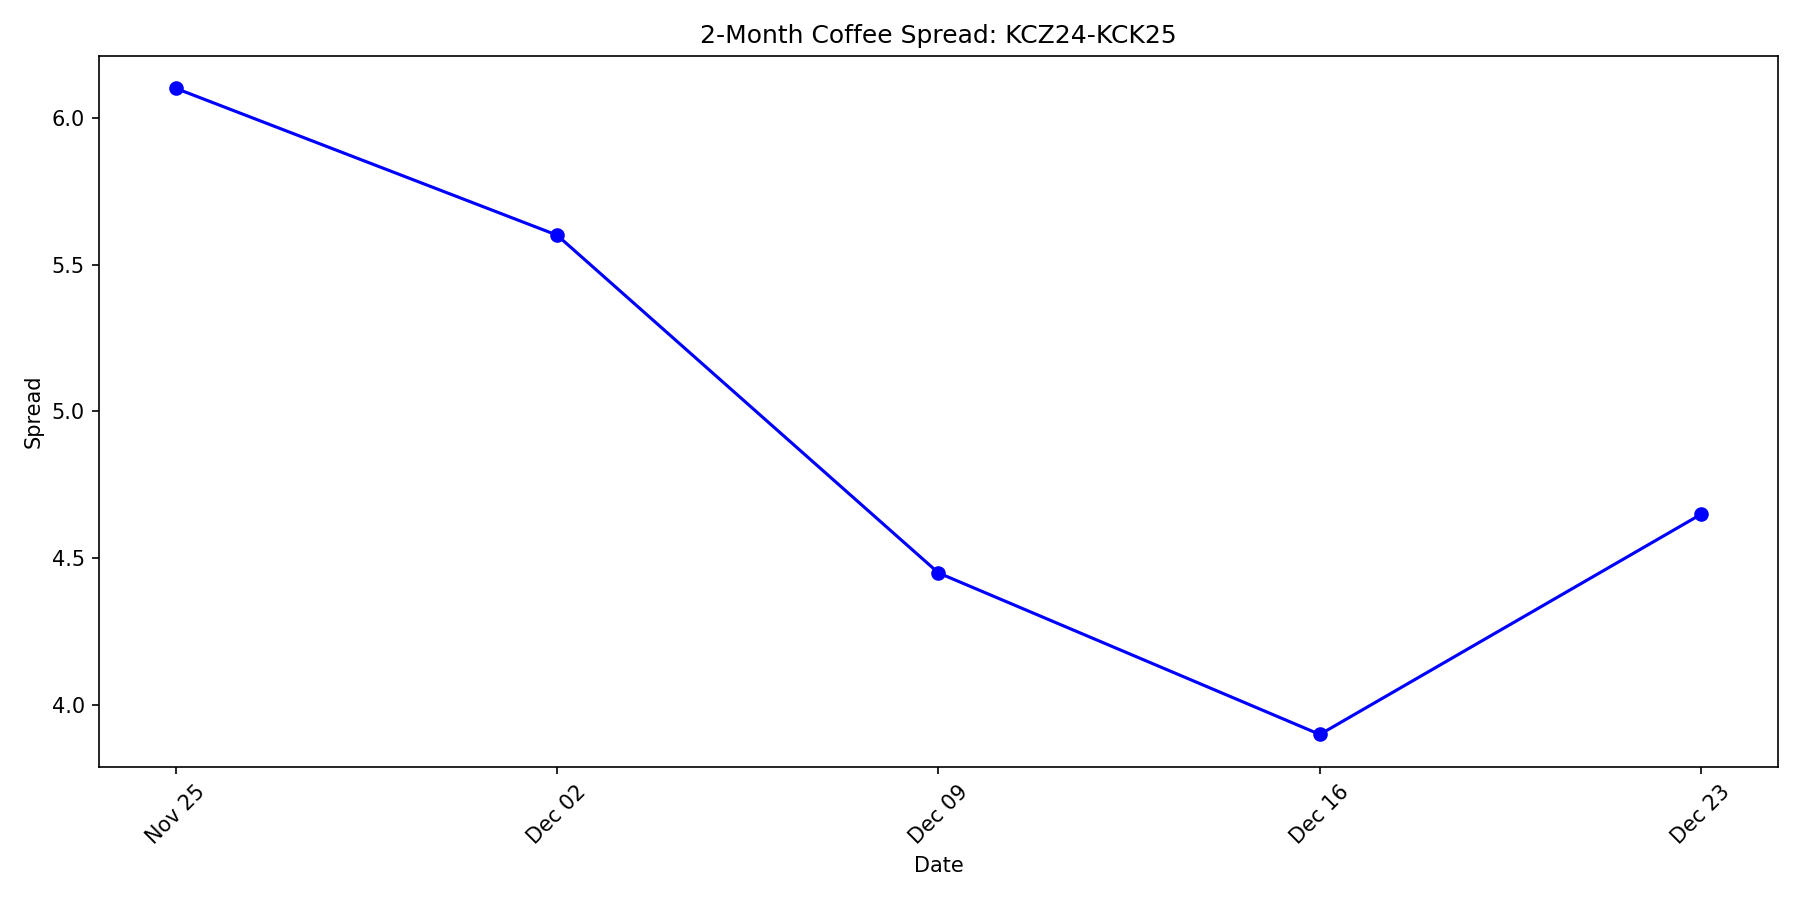 2-Month Coffee Spread: KCZ24-KCK25
Spread
6.0
5.5
5.0
4.5
4.0
Nov 25
Dec 02
Dec 09
Dec 16
Dec 23
Date